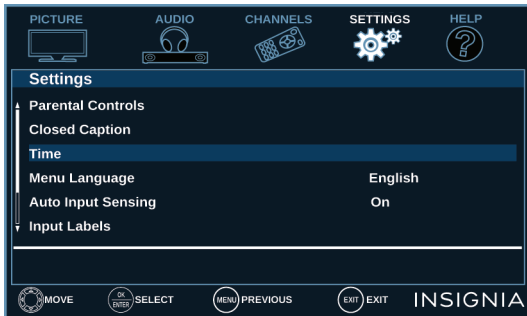 PICTURE AUDIO CHANNELS SETTINGS HELP
Settings
Parental Controls
Closed Caption
Time
Menu Language English
Auto Input Sensing On
Input Labels
MOVE OK ENTER SELECT MENU PREVIOUS EXIT EXIT INSIGNIA